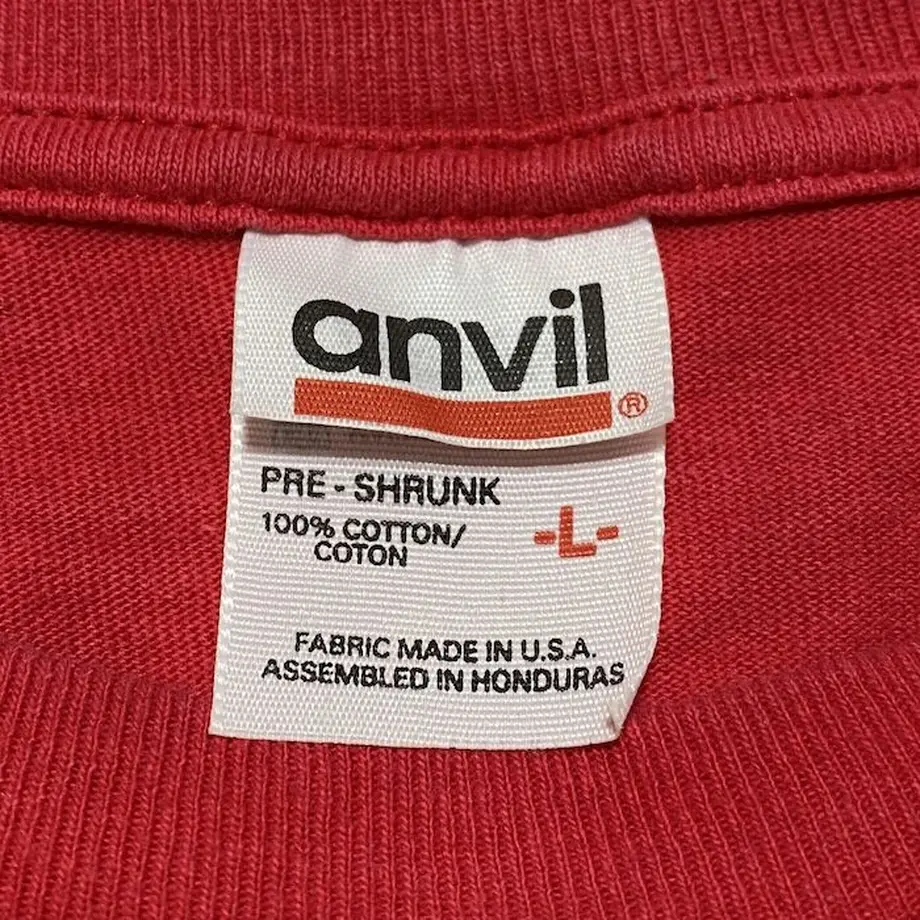 anvil
®
PRE - SHRUNK
100% COTTON/
COTON
-L-
FABRIC MADE IN U.S.A.
ASSEMBLED IN HONDURAS